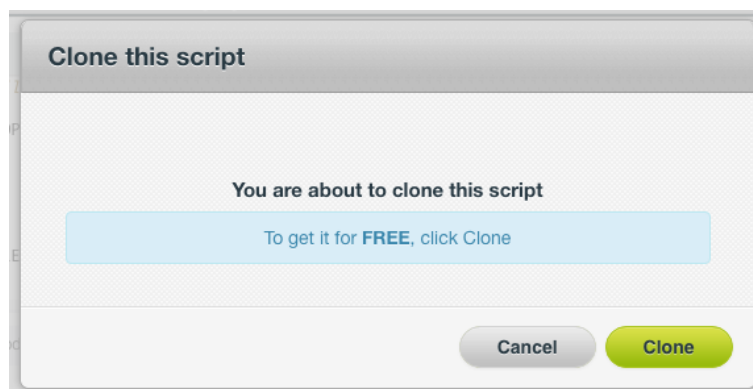 Clone this script
You are about to clone this script
To get it for FREE, click Clone
Cancel
Clone